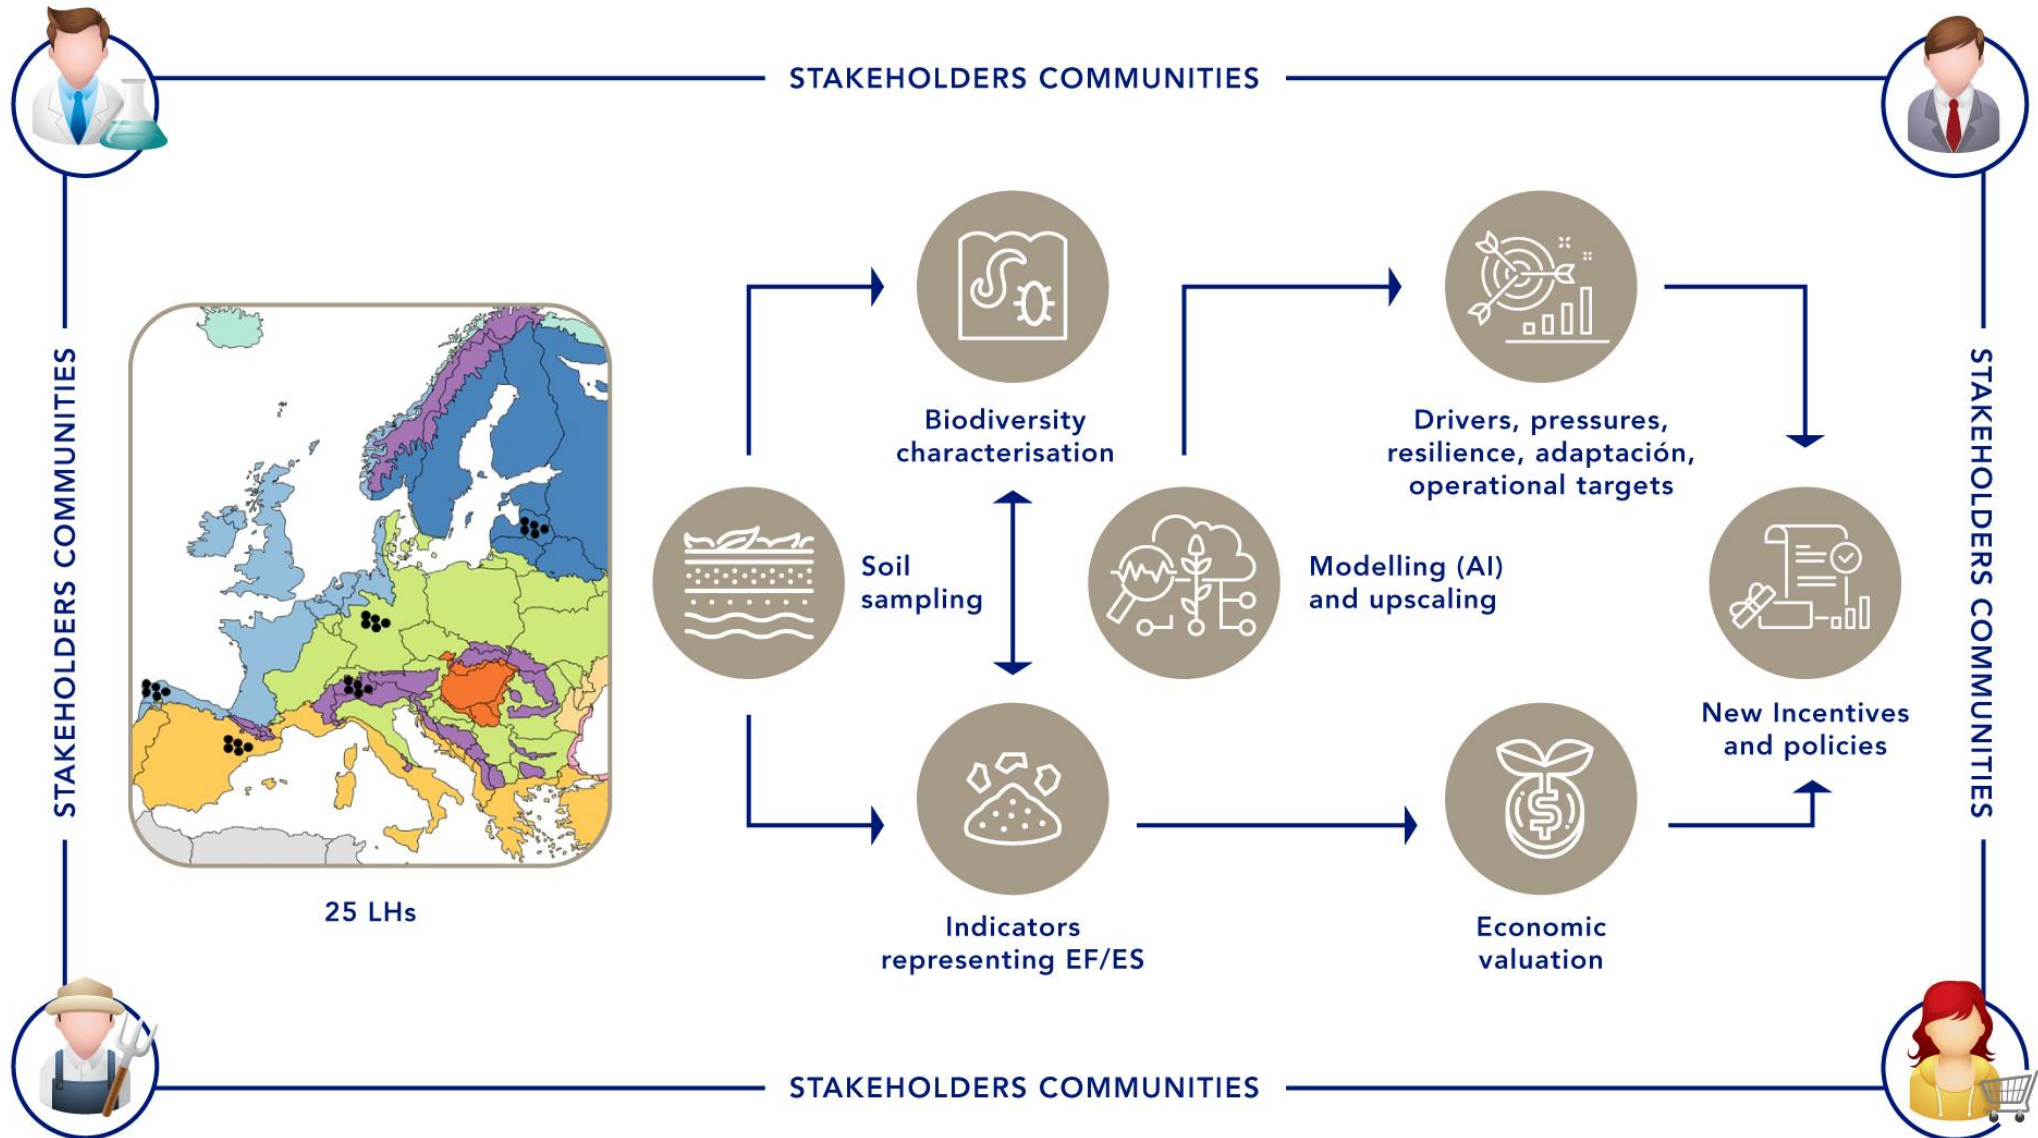 STAKEHOLDERS COMMUNITIES
STAKEHOLDERS COMMUNITIES
25 LHs
Soil
sampling
Biodiversity
characterisation
Indicators
representing EF/ES
Modelling (AI)
and upscaling
Drivers, pressures,
resilience, adaptación,
operational targets
Economic
valuation
New Incentives
and policies
STAKEHOLDERS COMMUNITIES
STAKEHOLDERS COMMUNITIES